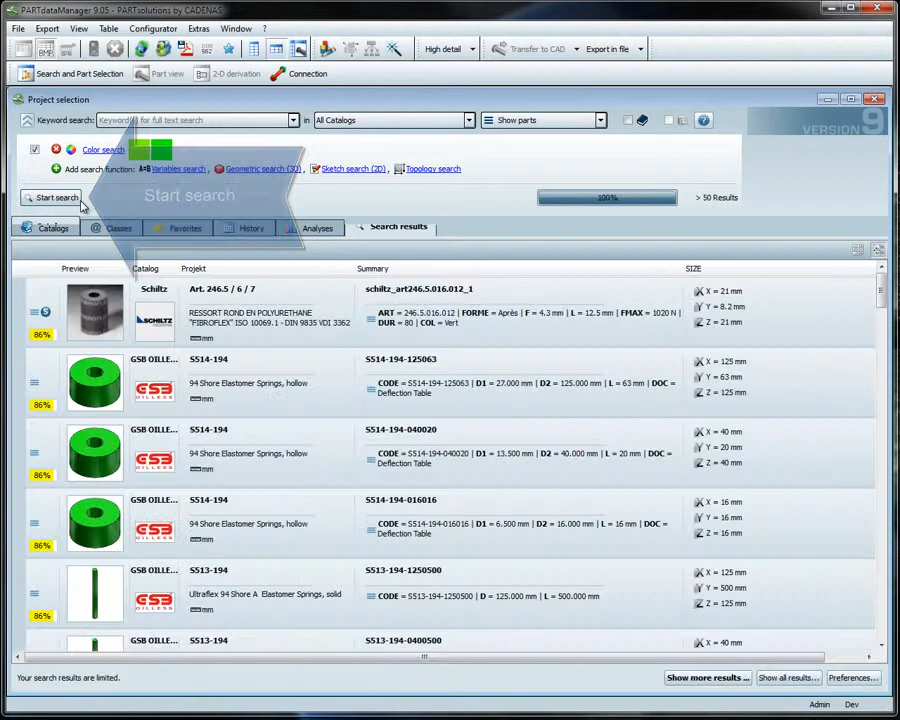 PARTdataManager 9.05 - PARTsolutions by CADENAS
File Export View Table Configurator Extras Window ?
High detail Transfer to CAD Export in file
Search and Part Selection Part view 2-D derivation Connection
Project selection
Keyword search: Keyword(s) for full text search in All Catalogs Show parts
VERSION 9
Color search
Add search function: A=B Variables search, Geometric search (3D), Sketch search (2D), Topology search
Start search Start search 100% > 50 Results
Catalogs Classes Favorites History Analyses Search results
Preview Catalog Projekt Summary SIZE
Schiltz Art. 246.5 / 6 / 7 schiltz_art246.5.016.012_1 X = 21 mm
SCHILTZ RESSORT ROND EN POLYURETHANE ART = 246.5.016.012 | FORME = Après | F = 4.3 mm | L = 12.5 mm | FMAX = 1020 N | Y = 8.2 mm
"FIBROFLEX" ISO 10069.1 - DIN 9835 VDI 3362 DUR = 80 | COL = Vert Z = 21 mm
86% mm
GSB OILLE... S514-194 S514-194-125063 X = 125 mm
GSB OILLESS 94 Shore Elastomer Springs, hollow CODE = S514-194-125063 | D1 = 27.000 mm | D2 = 125.000 mm | L = 63 mm | DOC = Y = 63 mm
Deflection Table Z = 125 mm
86% mm
GSB OILLE... S514-194 S514-194-040020 X = 40 mm
GSB OILLESS 94 Shore Elastomer Springs, hollow CODE = S514-194-040020 | D1 = 13.500 mm | D2 = 40.000 mm | L = 20 mm | DOC = Y = 20 mm
Deflection Table Z = 40 mm
86% mm
GSB OILLE... S514-194 S514-194-016016 X = 16 mm
GSB OILLESS 94 Shore Elastomer Springs, hollow CODE = S514-194-016016 | D1 = 6.500 mm | D2 = 16.000 mm | L = 16 mm | DOC = Y = 16 mm
Deflection Table Z = 16 mm
86% mm
GSB OILLE... S513-194 S513-194-1250500 X = 125 mm
GSB OILLESS Ultraflex 94 Shore A Elastomer Springs, solid CODE = S513-194-1250500 | D = 125.000 mm | L = 500.000 mm Y = 500 mm
Z = 125 mm
86% mm
GSB OILLE... S513-194 S513-194-0400500 X = 40 mm
Your search results are limited. Show more results ... Show all results... Preferences...
Admin Dev